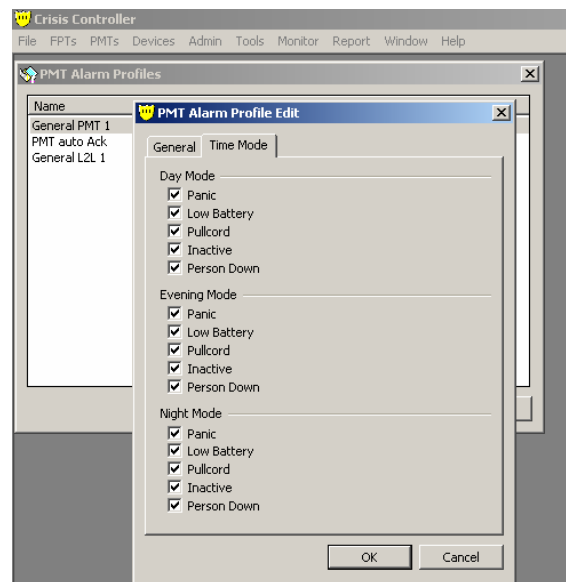 Crisis Controller
File FPTs PMTs Devices Admin Tools Monitor Report Window Help
PMT Alarm Profiles
Name
General PMT 1
PMT auto Ack
General L2L 1
PMT Alarm Profile Edit
General Time Mode
Day Mode
Panic
Low Battery
Pullcord
Inactive
Person Down
Evening Mode
Panic
Low Battery
Pullcord
Inactive
Person Down
Night Mode
Panic
Low Battery
Pullcord
Inactive
Person Down
OK Cancel